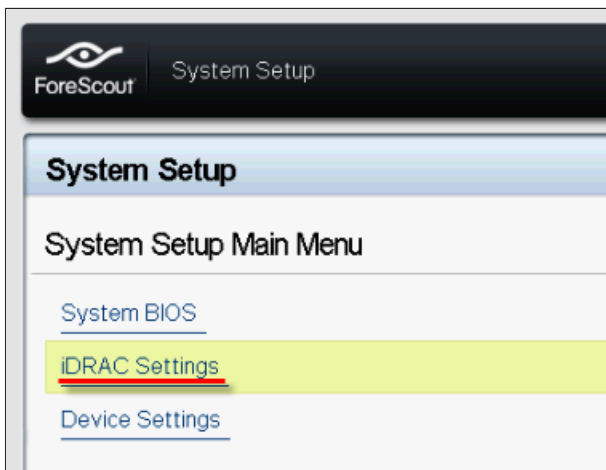 ForeScout
System Setup
System Setup
System Setup Main Menu
System BIOS
iDRAC Settings
Device Settings